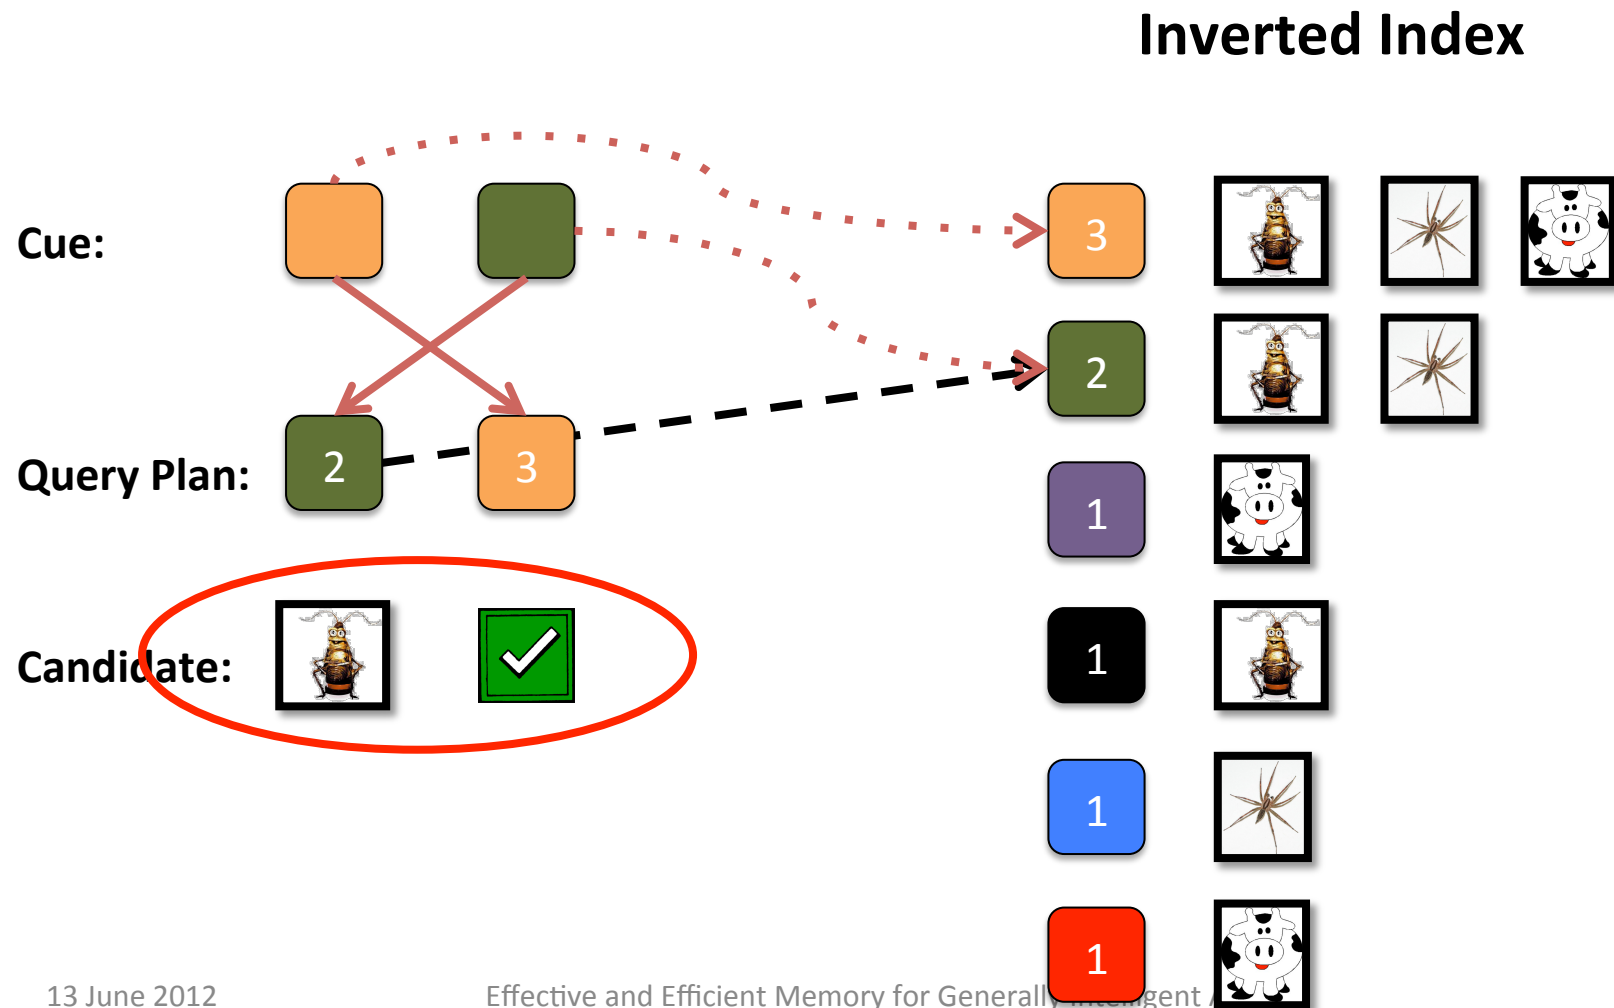 Inverted Index
Cue:
3
2
Query Plan:
2
3
1
Candidate:
1
1
1
13 June 2012
Effective and Efficient Memory for Generally